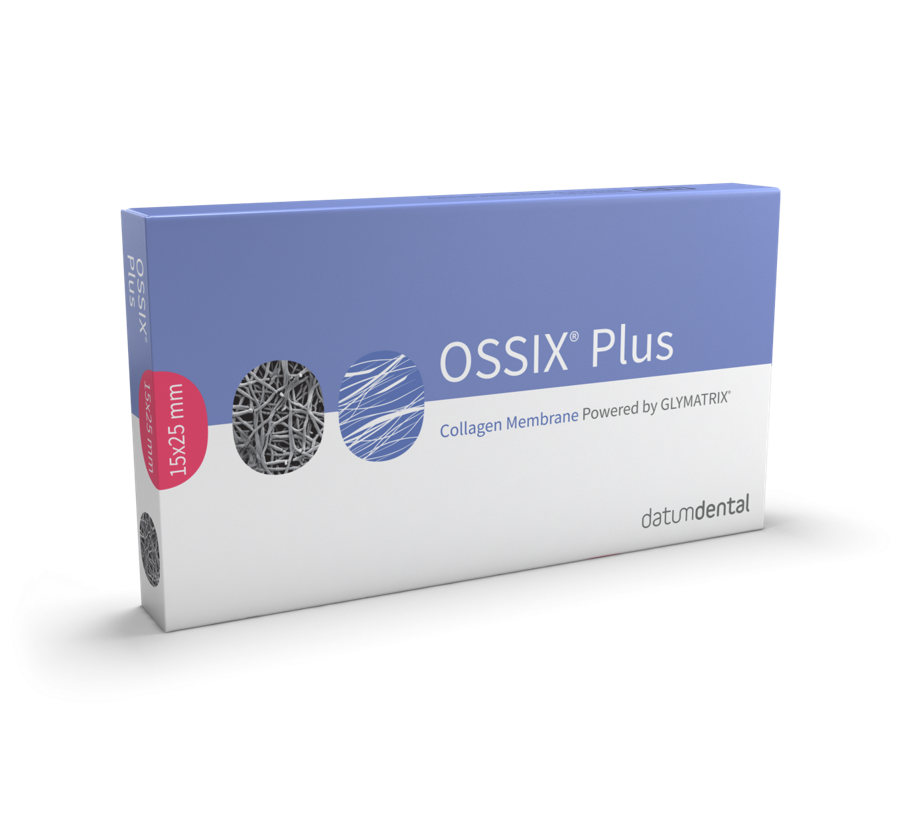 OSSIX®
Plus
15x25 mm
15x25 mm
OSSIX® Plus
Collagen Membrane Powered by GLYMATRIX®
datumdental